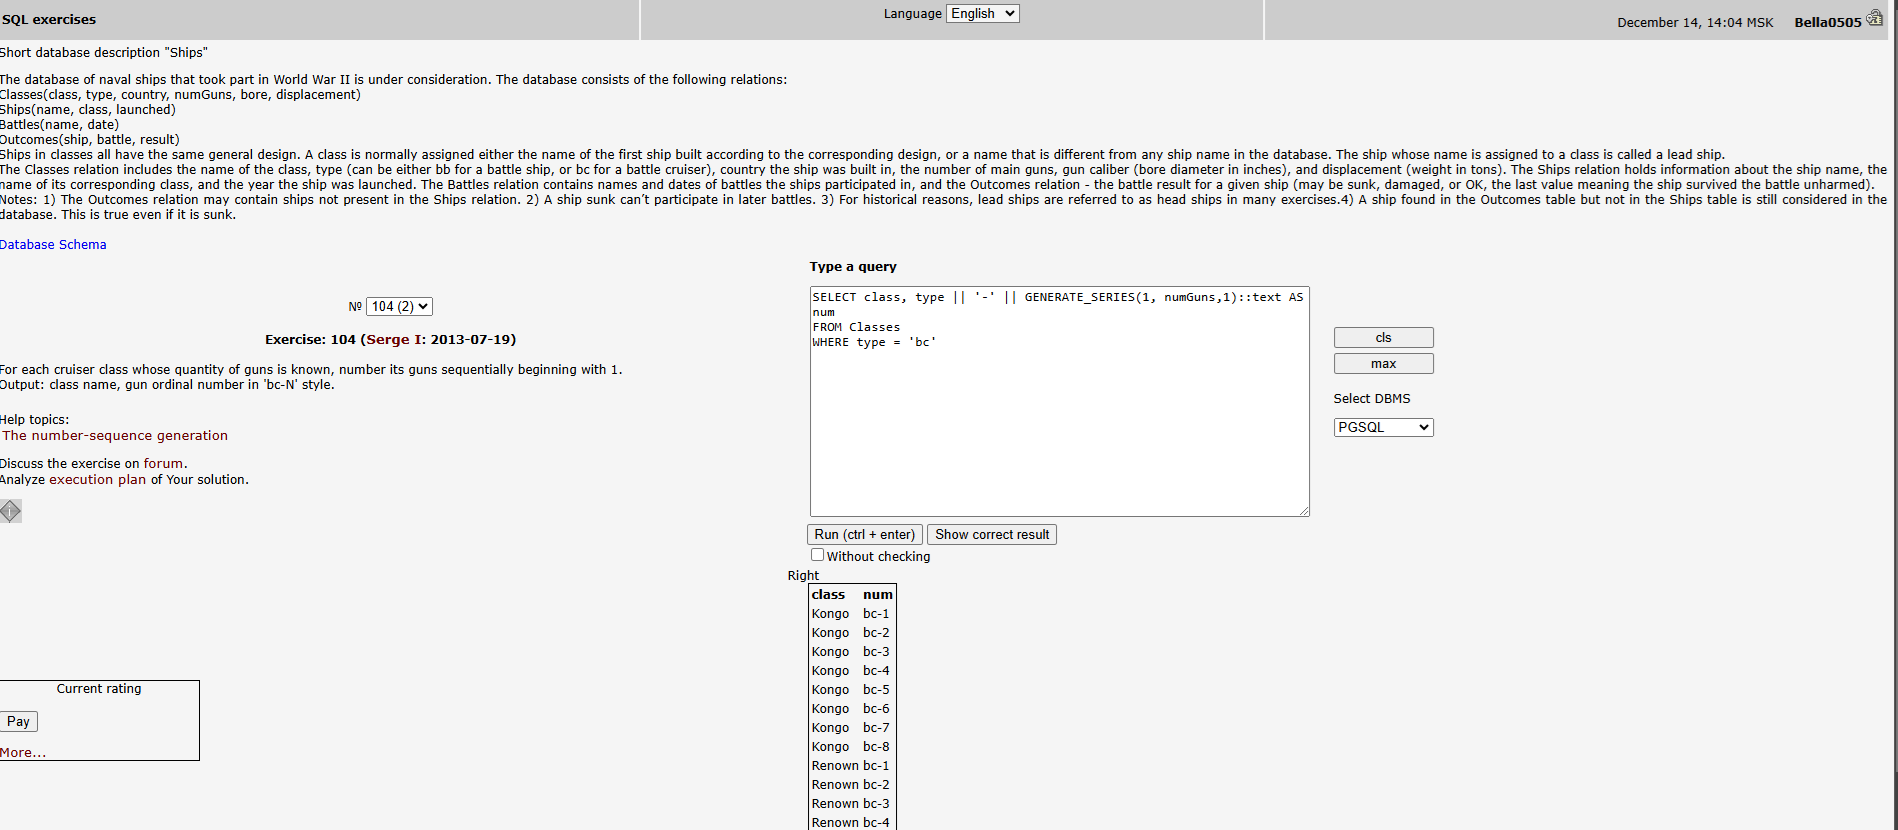 SQL exercises
Language English
December 14, 14:04 MSK Bella0505
Short database description "Ships"
The database of naval ships that took part in World War II is under consideration. The database consists of the following relations:
Classes(class, type, country, numGuns, bore, displacement)
Ships(name, class, launched)
Battles(name, date)
Outcomes(ship, battle, result)
Ships in classes all have the same general design. A class is normally assigned either the name of the first ship built according to the corresponding design, or a name that is different from any ship name in the database. The ship whose name is assigned to a class is called a lead ship.
The Classes relation includes the name of the class, type (can be either bb for a battle ship, or bc for a battle cruiser), country the ship was built in, the number of main guns, gun caliber (bore diameter in inches), and displacement (weight in tons). The Ships relation holds information about the ship name, the
name of its corresponding class, and the year the ship was launched. The Battles relation contains names and dates of battles the ships participated in, and the Outcomes relation - the battle result for a given ship (may be sunk, damaged, or OK, the last value meaning the ship survived the battle unharmed).
Notes: 1) The Outcomes relation may contain ships not present in the Ships relation. 2) A ship sunk can’t participate in later battles. 3) For historical reasons, lead ships are referred to as head ships in many exercises.4) A ship found in the Outcomes table but not in the Ships table is still considered in the
database. This is true even if it is sunk.
Database Schema
№ 104 (2)
Exercise: 104 (Serge I: 2013-07-19)
For each cruiser class whose quantity of guns is known, number its guns sequentially beginning with 1.
Output: class name, gun ordinal number in 'bc-N' style.
Help topics:
The number-sequence generation
Discuss the exercise on forum.
Analyze execution plan of Your solution.
Current rating
Pay
More...
Type a query
SELECT class, type || '-' || GENERATE_SERIES(1, numGuns,1)::text AS
num
FROM Classes
WHERE type = 'bc'
cls
max
Select DBMS
PGSQL
Run (ctrl + enter) Show correct result
Without checking
Right
class num
Kongo bc-1
Kongo bc-2
Kongo bc-3
Kongo bc-4
Kongo bc-5
Kongo bc-6
Kongo bc-7
Kongo bc-8
Renown bc-1
Renown bc-2
Renown bc-3
Renown bc-4